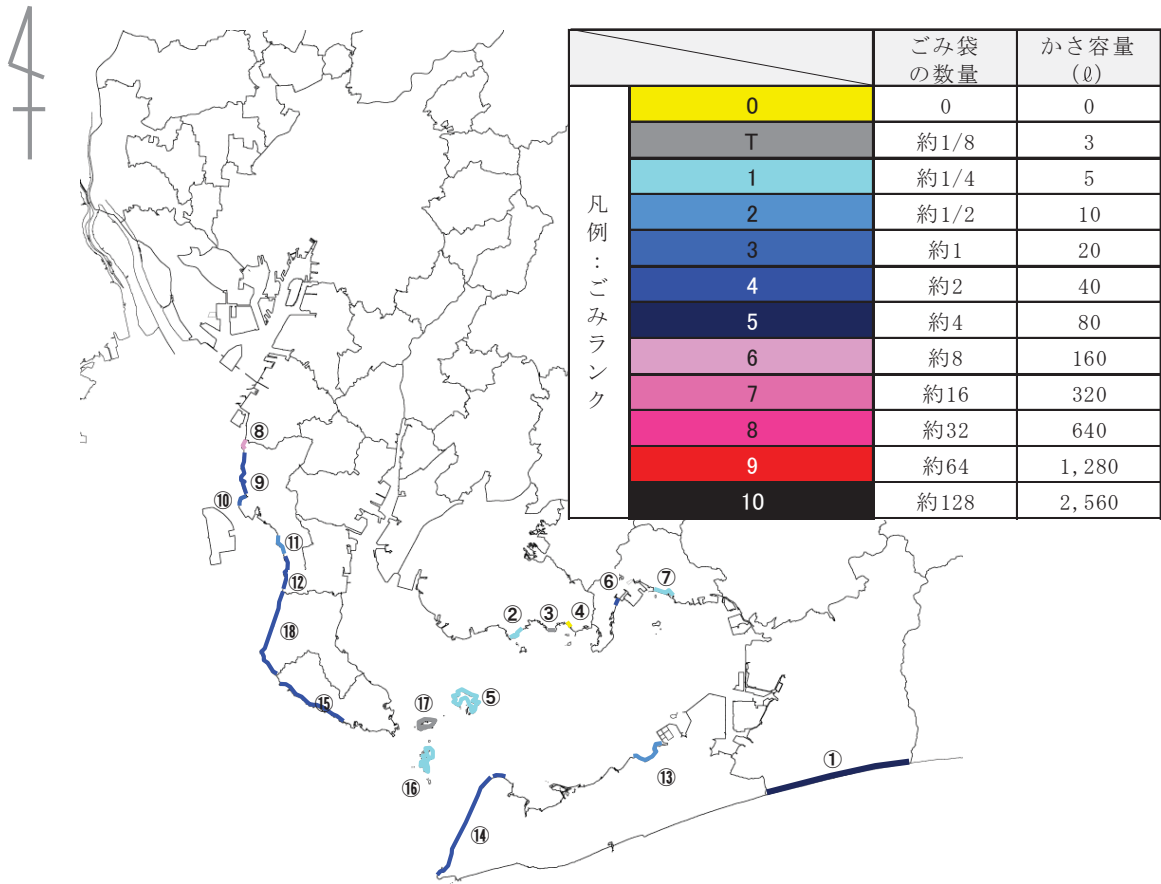 ごみ袋
の数量
かさ容量
(ℓ)
凡例：ごみランク
0 0 0
T 約1/8 3
1 約1/4 5
2 約1/2 10
3 約1 20
4 約2 40
5 約4 80
6 約8 160
7 約16 320
8 約32 640
9 約64 1,280
10 約128 2,560
⑧
⑨
⑩
⑪
⑫
⑥
⑦
②
③
④
⑱
⑮
⑰
⑤
⑯
⑬
①
⑭